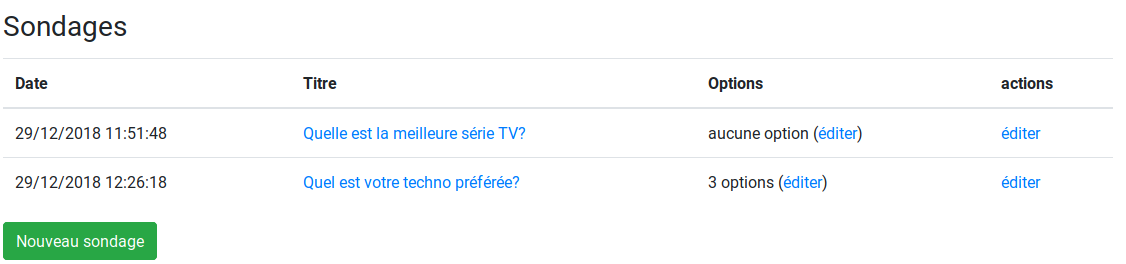 Sondages
Date Titre Options actions
29/12/2018 11:51:48 Quelle est la meilleure série TV? aucune option (éditer) éditer
29/12/2018 12:26:18 Quel est votre techno préférée? 3 options (éditer) éditer
Nouveau sondage